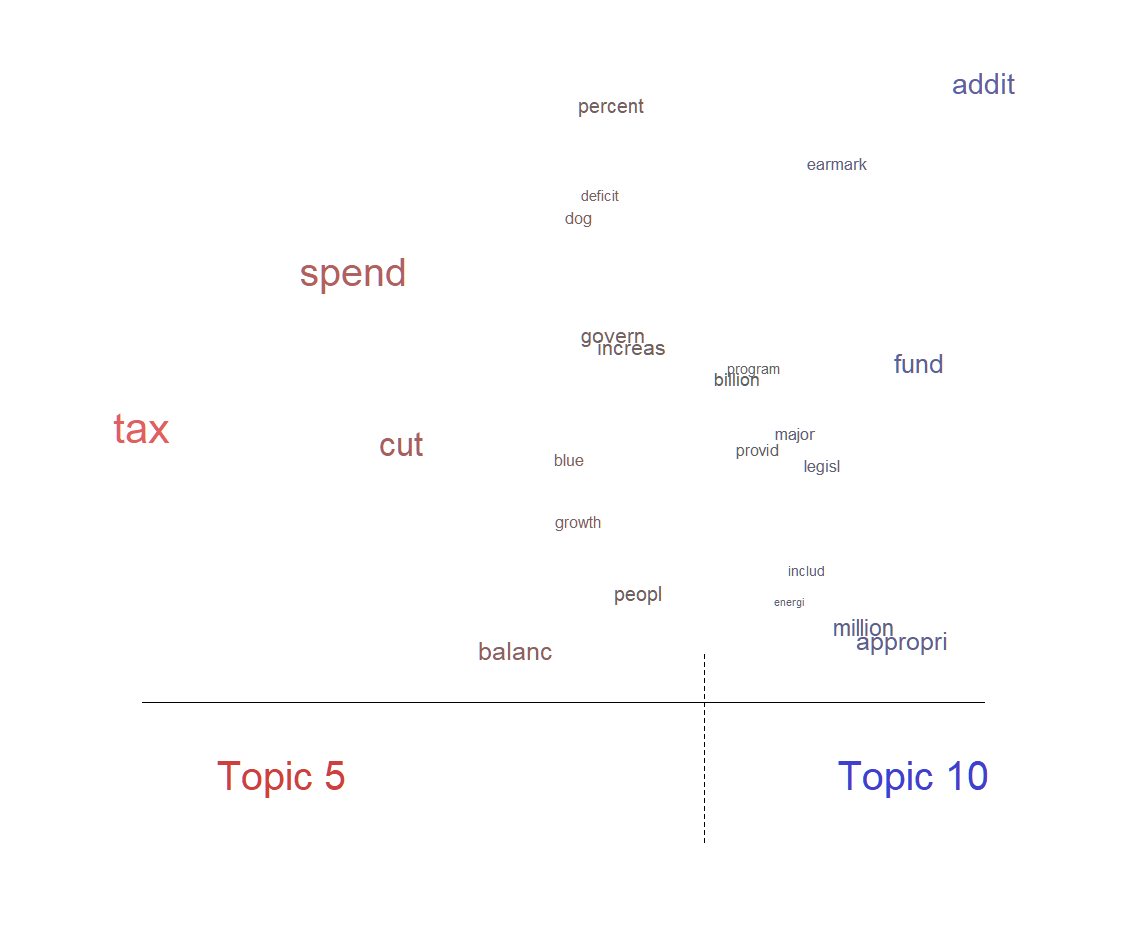 addit
percent
earmark
deficit
dog
spend
govern
increas
fund
program
billion
tax
major
cut
provid
blue
legisl
growth
includ
peopl
energi
million
appropri
balanc
Topic 5
Topic 10